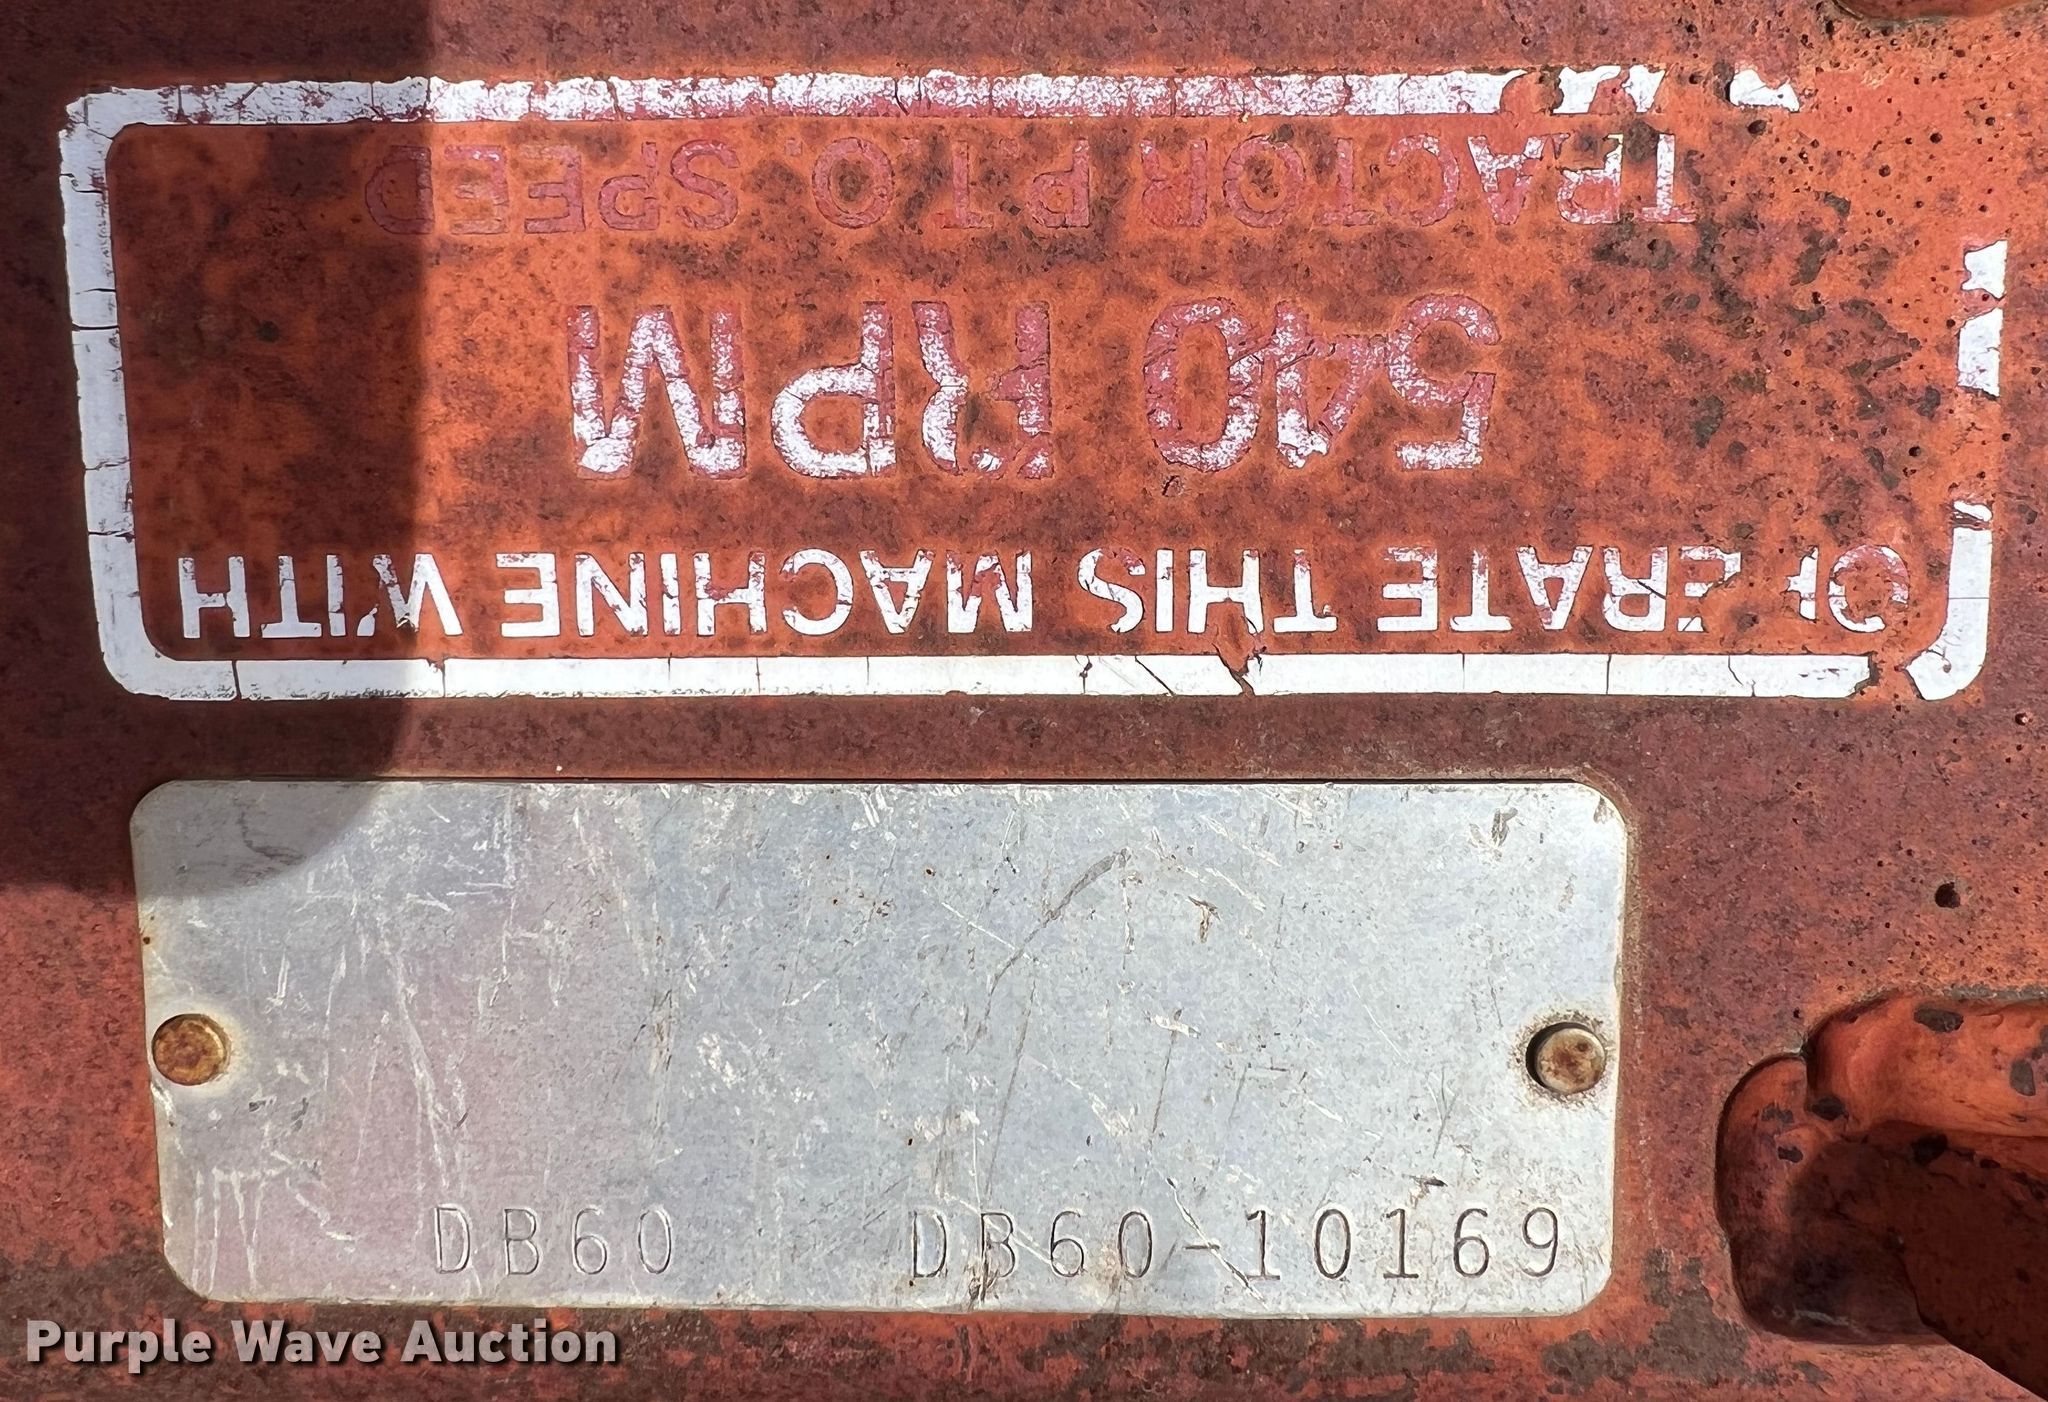 OPERATE THIS MACHINE WITH
540 RPM
TRACTOR P.T.O. SPEED
DB60 DB60-10169
Purple Wave Auction